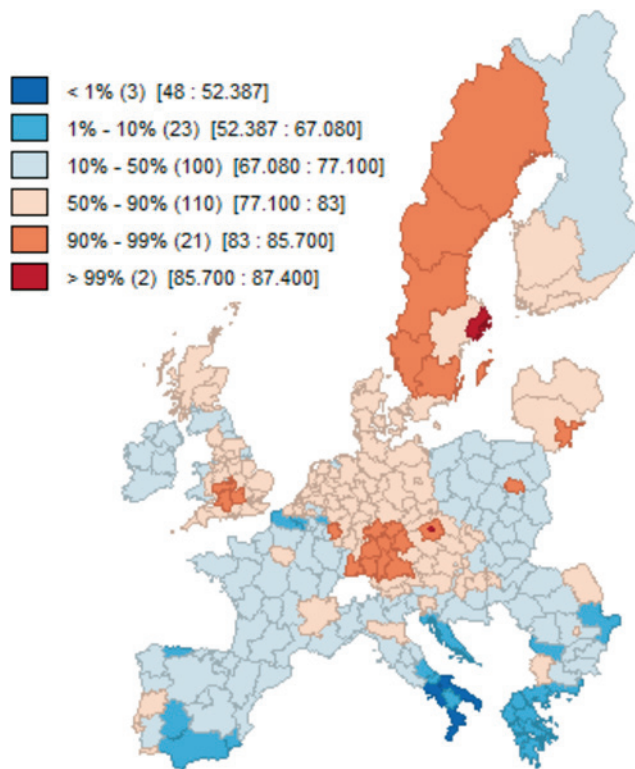 < 1% (3) [48 : 52.387]
1% - 10% (23) [52.387 : 67.080]
10% - 50% (100) [67.080 : 77.100]
50% - 90% (110) [77.100 : 83]
90% - 99% (21) [83 : 85.700]
> 99% (2) [85.700 : 87.400]